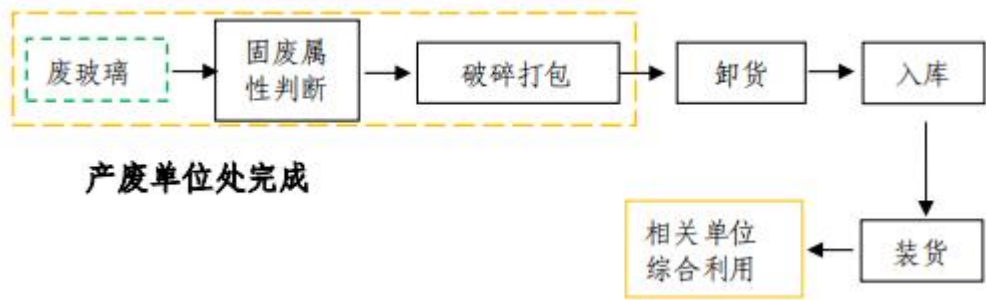 废玻璃
固废属
性判断
破碎打包
卸货
入库
产废单位处完成
相关单位
综合利用
装货